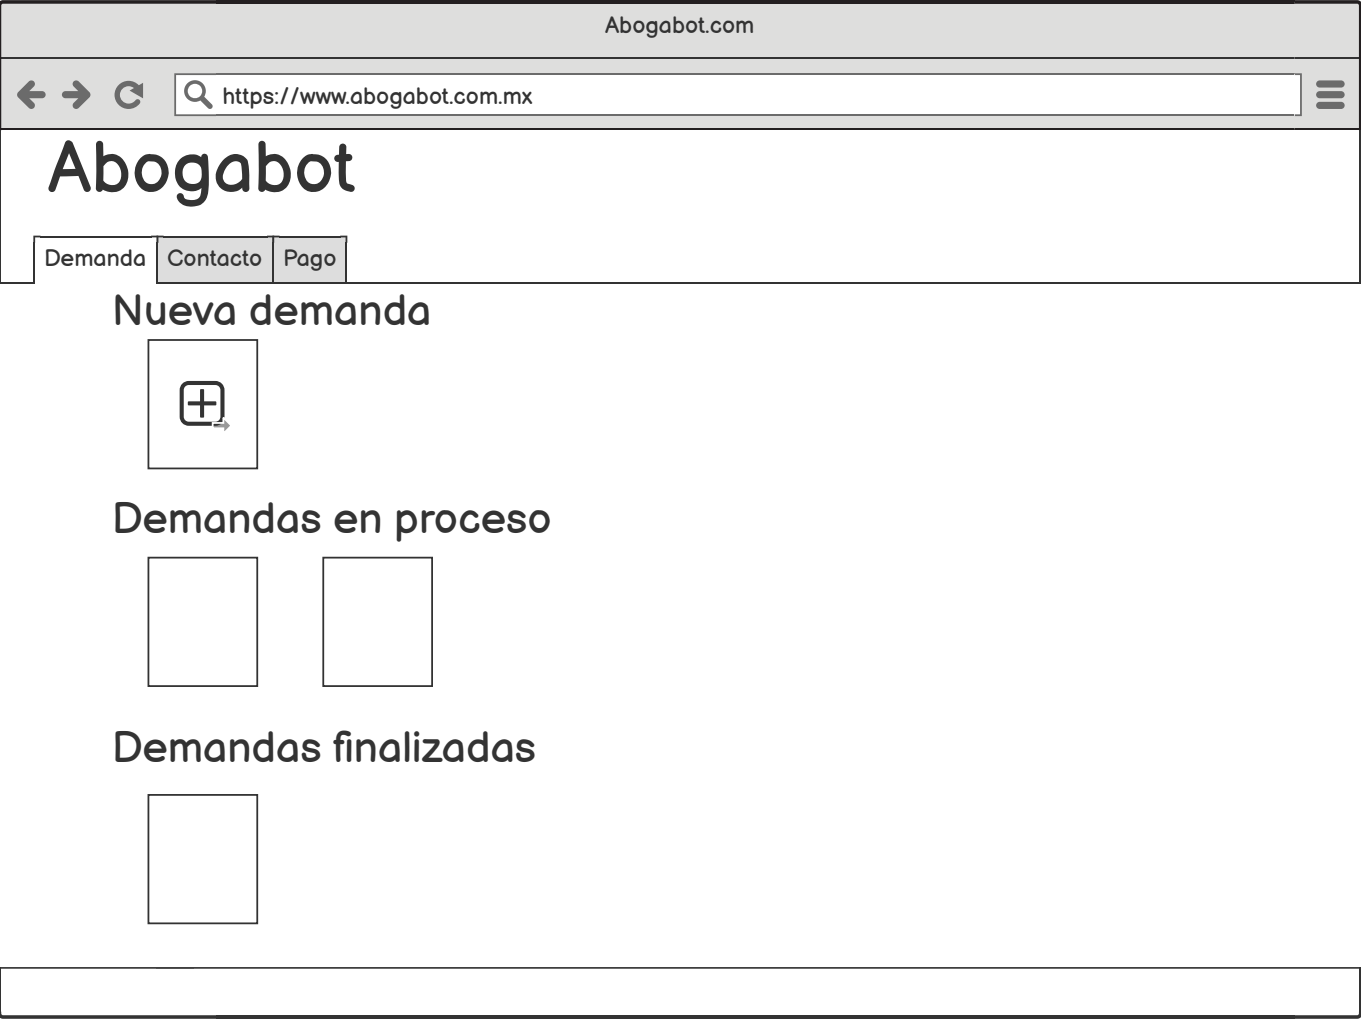 Abogabot.com
https://www.abogabot.com.mx
Abogabot
Demanda Contacto Pago
Nueva demanda
Demandas en proceso
Demandas finalizadas